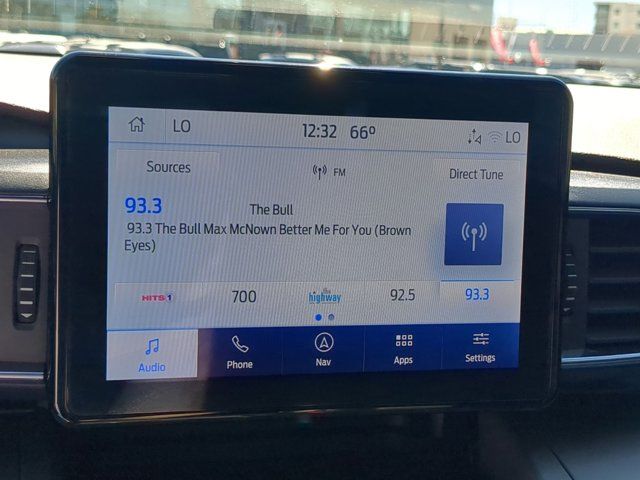 LO 12:32 66° LO
Sources FM Direct Tune
93.3 The Bull
93.3 The Bull Max McNown Better Me For You (Brown
Eyes)
HITS 1 700 the highway 92.5 93.3
Audio Phone Nav Apps Settings